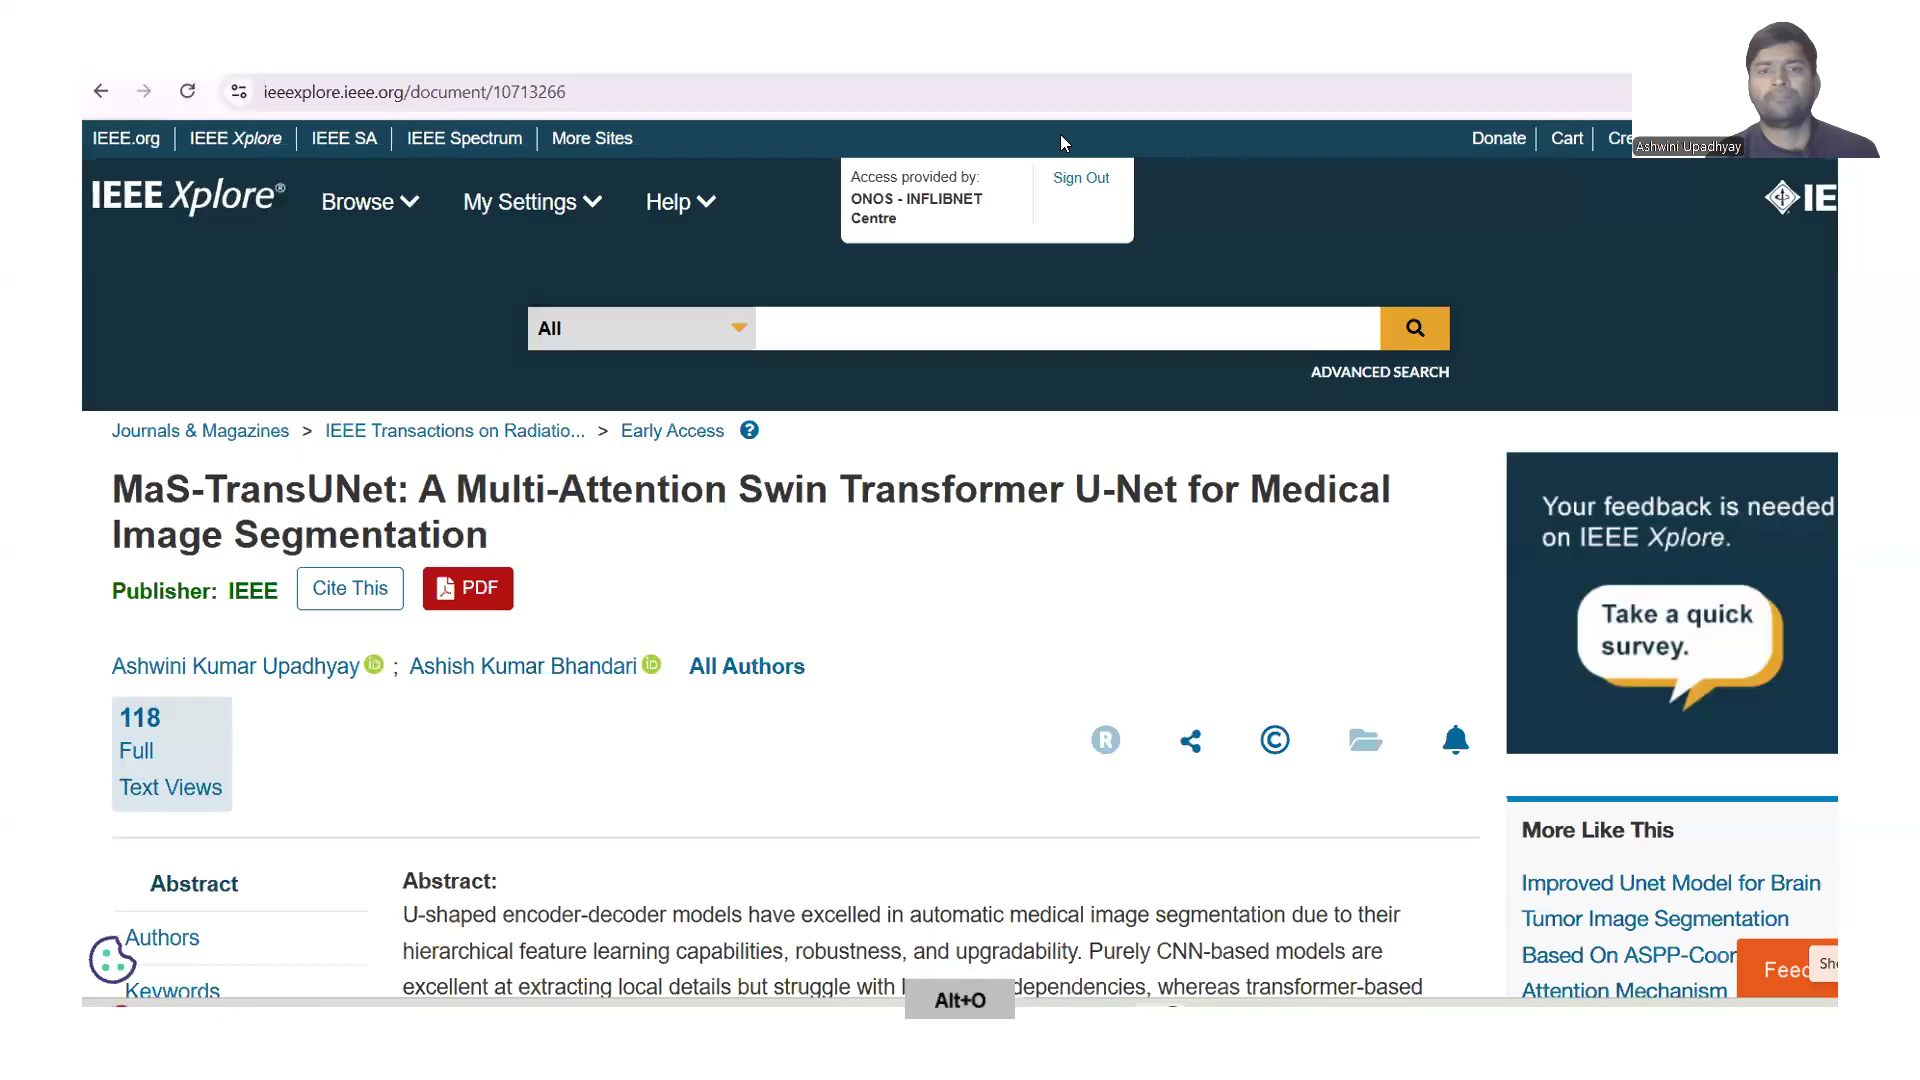 ieeexplore.ieee.org/document/10713266
IEEE.org IEEE Xplore IEEE SA IEEE Spectrum More Sites Donate Cart Cre
Ashwini Upadhyay
IEEE Xplore® Browse My Settings Help
Access provided by:
ONOS - INFLIBNET
Centre
Sign Out
IE
All
ADVANCED SEARCH
Journals & Magazines > IEEE Transactions on Radiatio... > Early Access ?
MaS-TransUNet: A Multi-Attention Swin Transformer U-Net for Medical
Image Segmentation
Publisher: IEEE Cite This PDF
Ashwini Kumar Upadhyay iD ; Ashish Kumar Bhandari iD All Authors
118
Full
Text Views
R
©
Your feedback is needed
on IEEE Xplore.
Take a quick
survey.
Abstract
Authors
Keywords
Abstract:
U-shaped encoder-decoder models have excelled in automatic medical image segmentation due to their
hierarchical feature learning capabilities, robustness, and upgradability. Purely CNN-based models are
excellent at extracting local details but struggle with dependencies, whereas transformer-based
Alt+O
More Like This
Improved Unet Model for Brain
Tumor Image Segmentation
Based On ASPP-Coor
Attention Mechanism
Feed
She